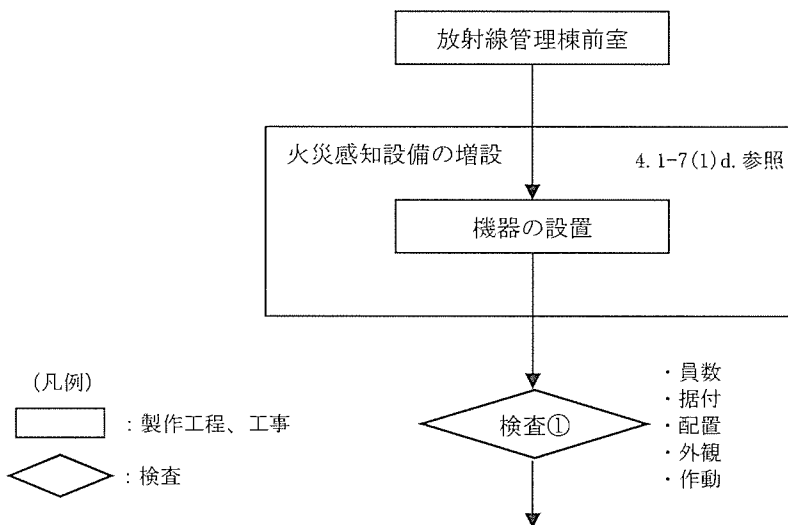 放射線管理棟前室
火災感知設備の増設
4.1-7(1)d.参照
機器の設置
検査①
・員数
・据付
・配置
・外観
・作動
(凡例)
：製作工程、工事
：検査